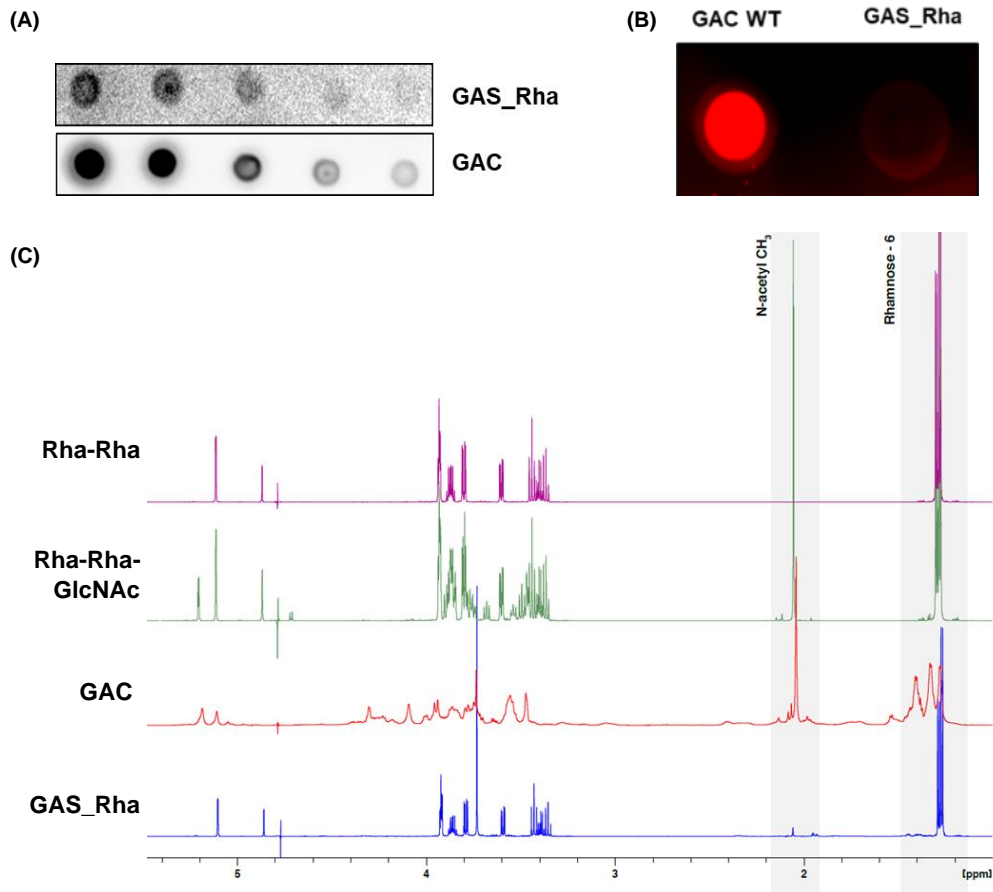 (A)
GAS_Rha
GAC
(B)
GAC WT
GAS_Rha
(C)
N-acetyl CH₃
Rhamnose - 6
Rha-Rha
Rha-Rha-
GlcNAc
GAC
GAS_Rha
5
4
3
2
[ppm]